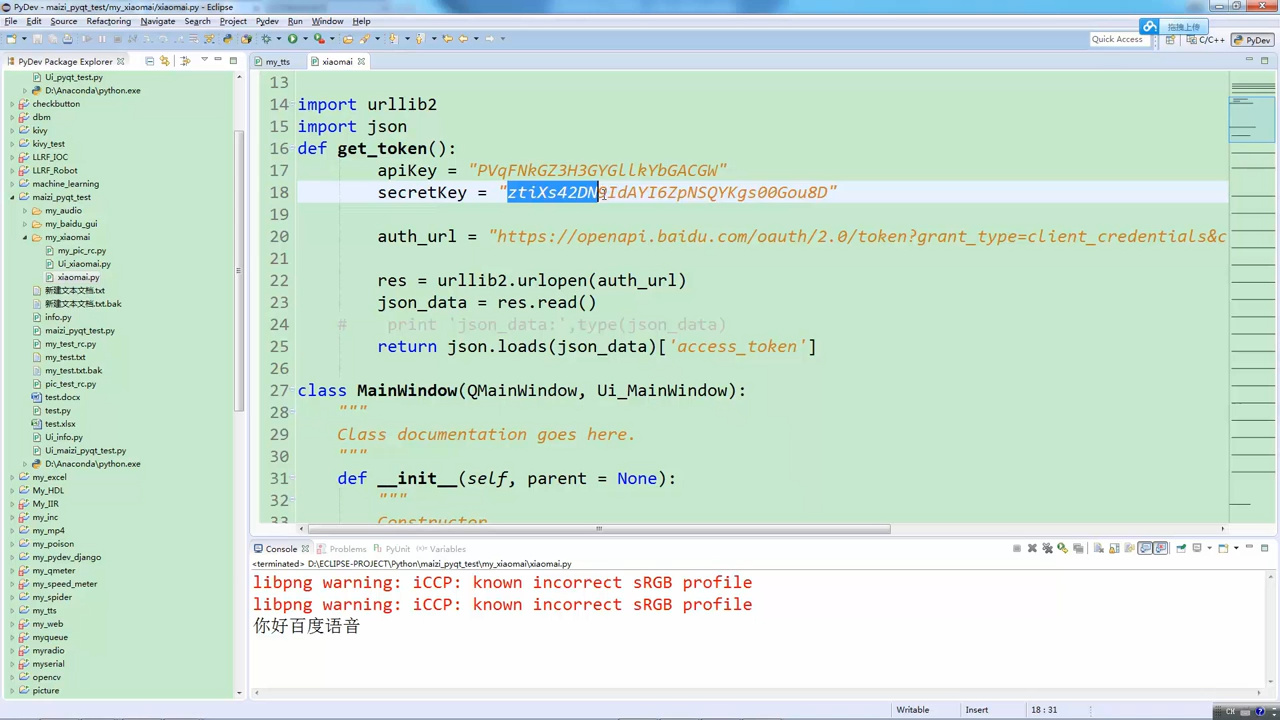 PyDev - maizi_pyqt_test/my_xiaomai/xiaomai.py - Eclipse
File Edit Source Refactoring Navigate Search Project Pydev Run Window Help
拖拽上传
Quick Access
C/C++
PyDev
PyDev Package Explorer
Ui_pyqt_test.py
D:\Anaconda\python.exe
checkbutton
dbm
kivy
kivy_test
LLRF_IOC
LLRF_Robot
machine_learning
maizi_pyqt_test
my_audio
my_baidu_gui
my_xiaomai
my_pic_rc.py
Ui_xiaomai.py
xiaomai.py
新建文本文档.txt
新建文本文档.txt.bak
info.py
maizi_pyqt_test.py
my_test_rc.py
my_test.txt
my_test.txt.bak
pic_test_rc.py
test.docx
test.py
test.xlsx
Ui_info.py
Ui_maizi_pyqt_test.py
D:\Anaconda\python.exe
my_excel
My_HDL
My_IIR
my_inc
my_mp4
my_poison
my_pydev_django
my_qmeter
my_speed_meter
my_spider
my_tts
my_web
myqueue
myradio
myserial
opencv
picture
my_tts
xiaomai
13
14 import urllib2
15 import json
16 def get_token():
17 apiKey = "PVqFNkGZ3H3GYGllkYbGACGW"
18 secretKey = "ztiXs42DN9IdAYI6ZpNSQYKgs00Gou8D"
19
20 auth_url = "https://openapi.baidu.com/oauth/2.0/token?grant_type=client_credentials&c
21
22 res = urllib2.urlopen(auth_url)
23 json_data = res.read()
24 # print 'json_data:',type(json_data)
25 return json.loads(json_data)['access_token']
26
27 class MainWindow(QMainWindow, Ui_MainWindow):
28 """
29 Class documentation goes here.
30 """
31 def __init__(self, parent = None):
32 """
33 Constructor
Console Problems PyUnit Variables
<terminated> D:\ECLIPSE-PROJECT\Python\maizi_pyqt_test\my_xiaomai\xiaomai.py
libpng warning: iCCP: known incorrect sRGB profile
libpng warning: iCCP: known incorrect sRGB profile
你好百度语音
Writable Insert 18 : 31
CH